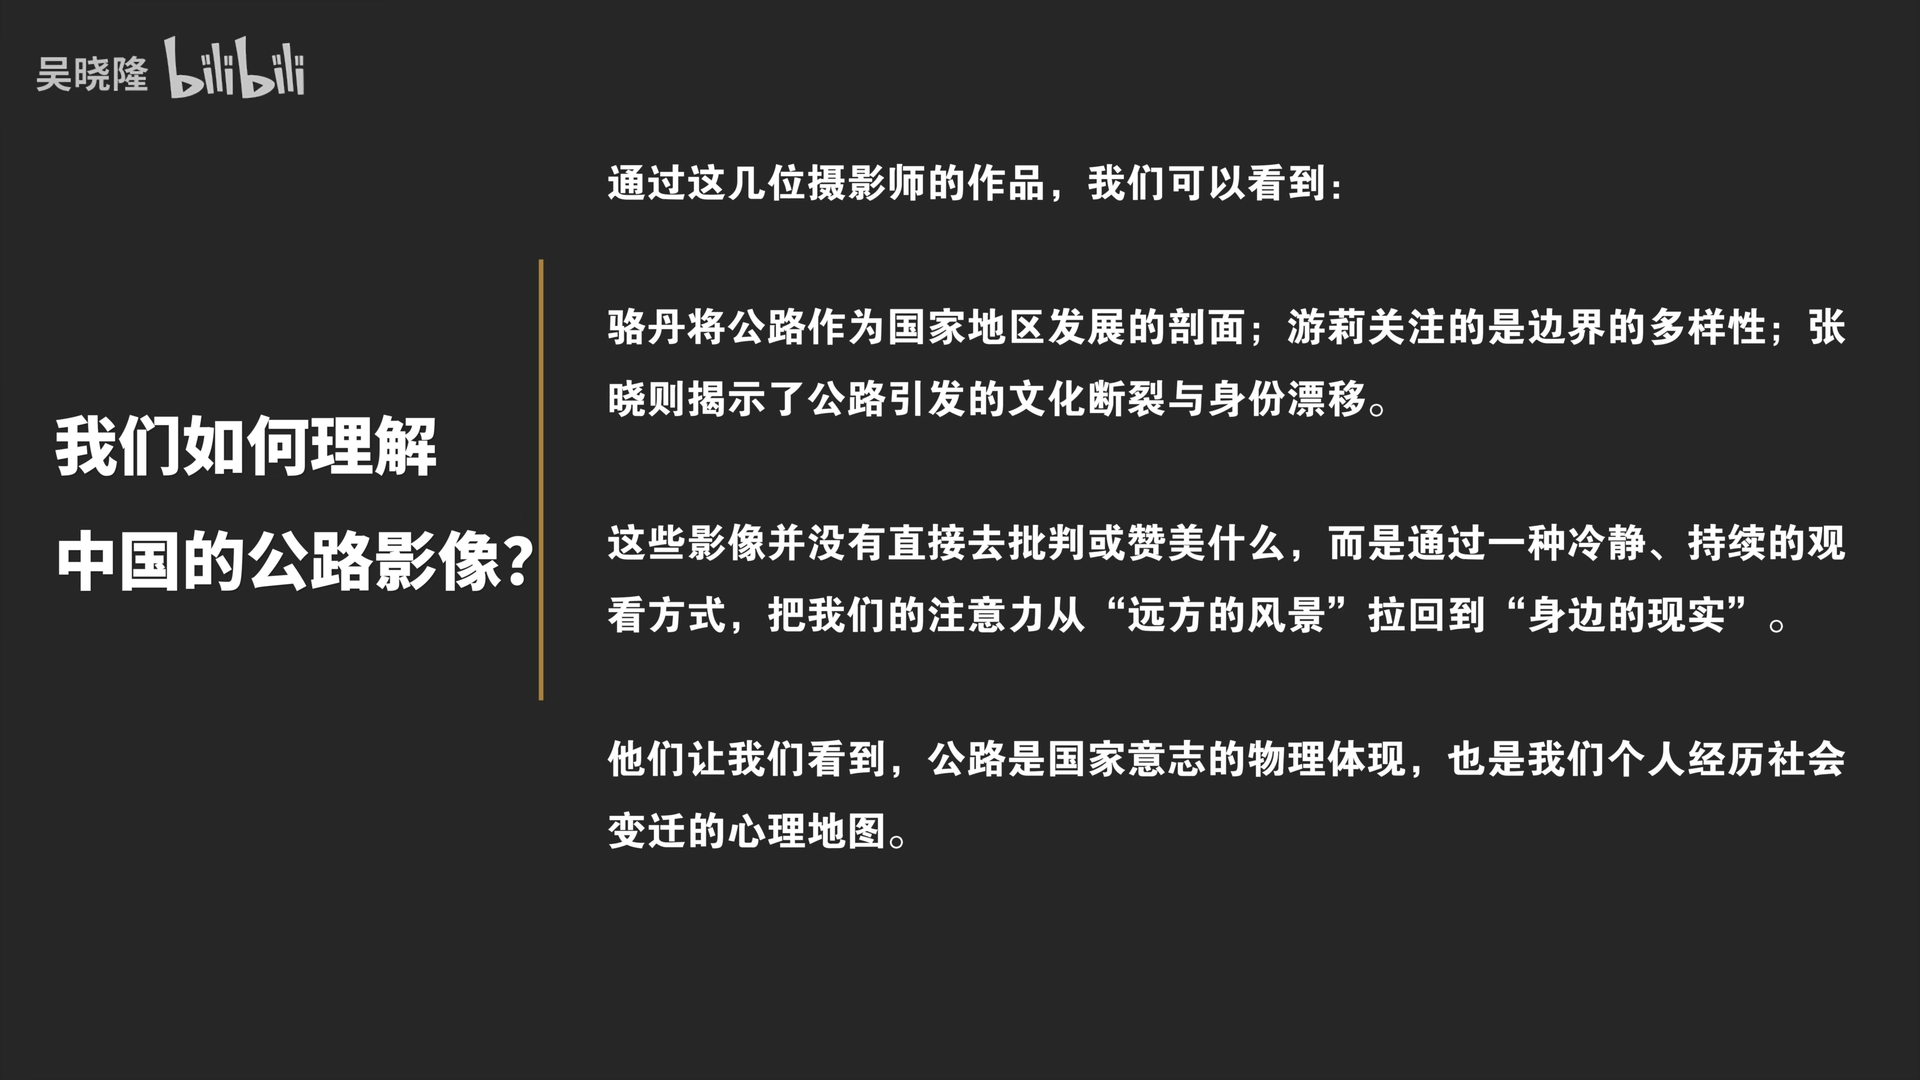 吴晓隆 bilibili
我们如何理解
中国的公路影像？
通过这几位摄影师的作品，我们可以看到：
骆丹将公路作为国家地区发展的剖面；游莉关注的是边界的多样性；张
晓则揭示了公路引发的文化断裂与身份漂移。
这些影像并没有直接去批判或赞美什么，而是通过一种冷静、持续的观
看方式，把我们的注意力从“远方的风景”拉回到“身边的现实”。
他们让我们看到，公路是国家意志的物理体现，也是我们个人经历社会
变迁的心理地图。